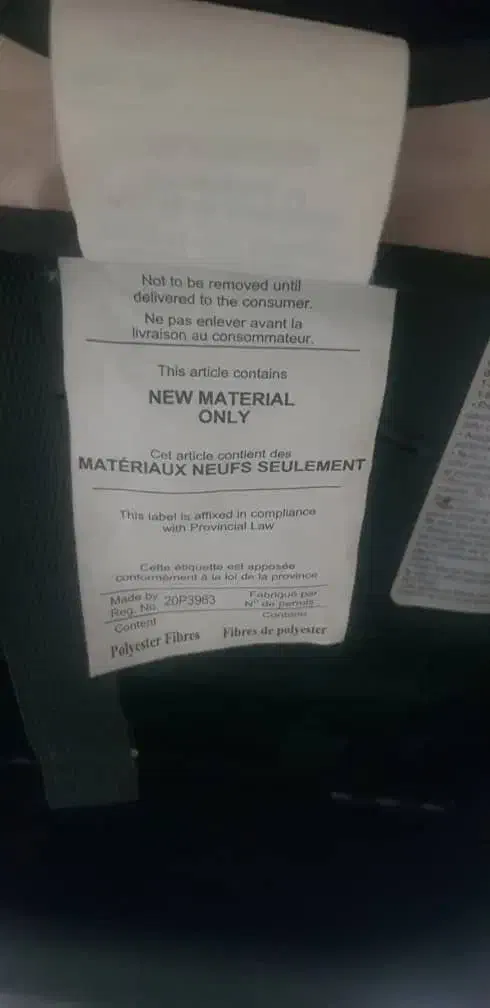 Not to be removed until
delivered to the consumer.
Ne pas enlever avant la
livraison au consommateur.
This article contains
NEW MATERIAL
ONLY
Cet article contient des
MATÉRIAUX NEUFS SEULEMENT
This label is affixed in compliance
with Provincial Law
Cette étiquette est apposée
conformément à la loi de la province
Made by 20P3963 Fabriqué par
Reg. No. N° de permis
Content Contenu
Polyester Fibres Fibres de polyester